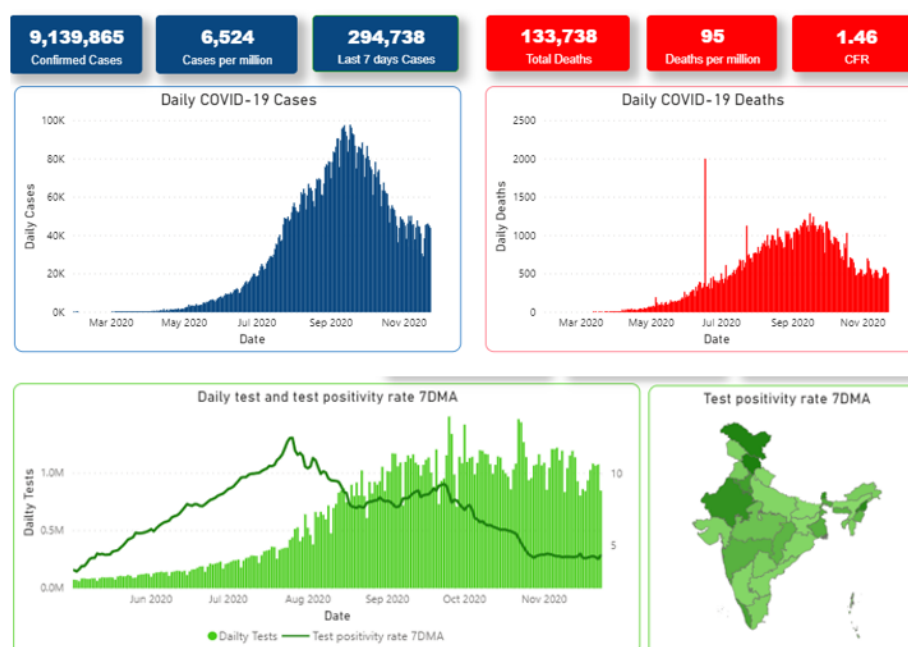 9,139,865
Confirmed Cases
6,524
Cases per million
294,738
Last 7 days Cases
133,738
Total Deaths
95
Deaths per million
1.46
CFR
Daily COVID-19 Cases
100K
80K
60K
40K
20K
0K
Daily Cases
Mar 2020 May 2020 Jul 2020 Sep 2020 Nov 2020
Date
Daily COVID-19 Deaths
2500
2000
1500
1000
500
0
Daily Deaths
Mar 2020 May 2020 Jul 2020 Sep 2020 Nov 2020
Date
Daily test and test positivity rate 7DMA
1.0M
0.5M
0.0M
Dailty Tests
10
5
Jun 2020 Jul 2020 Aug 2020 Sep 2020 Oct 2020 Nov 2020
Date
Dailty Tests Test positivity rate 7DMA
Test positivity rate 7DMA